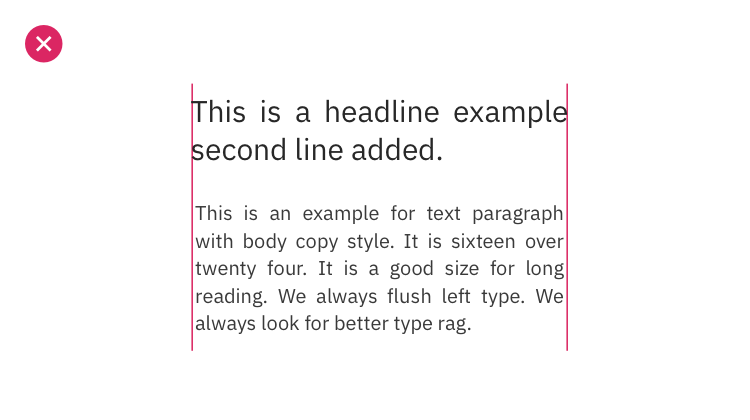 This is a headline example
second line added.
This is an example for text paragraph
with body copy style. It is sixteen over
twenty four. It is a good size for long
reading. We always flush left type. We
always look for better type rag.